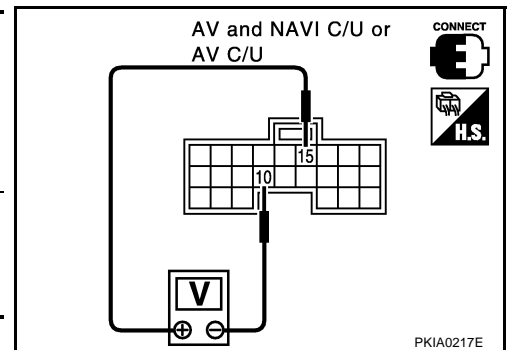 AV and NAVI C/U or
AV C/U
CONNECT
H.S.
15
10
V
+ −
PKIA0217E